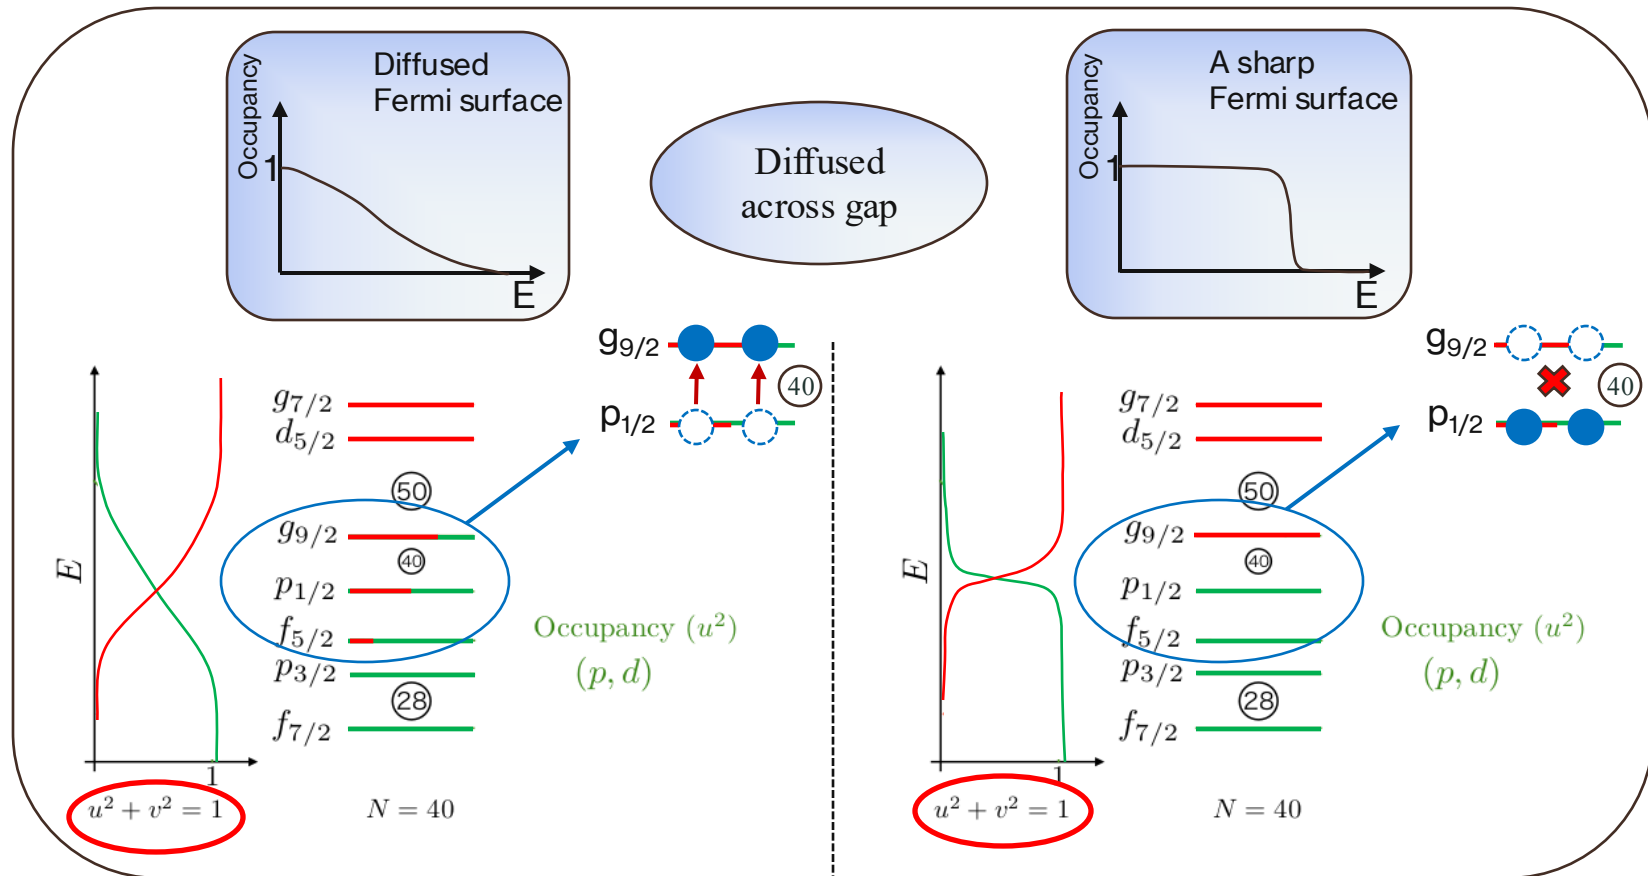 Diffused
Fermi surface
Occupancy
1
E
Diffused
across gap
A sharp
Fermi surface
Occupancy
1
E
g9/2
40
p1/2
g7/2
d5/2
50
g9/2
40
p1/2
f5/2
p3/2
28
f7/2
E
1
Occupancy (u²)
(p, d)
u² + v² = 1
N = 40
g9/2
40
p1/2
g7/2
d5/2
50
g9/2
40
p1/2
f5/2
p3/2
28
f7/2
E
1
Occupancy (u²)
(p, d)
u² + v² = 1
N = 40